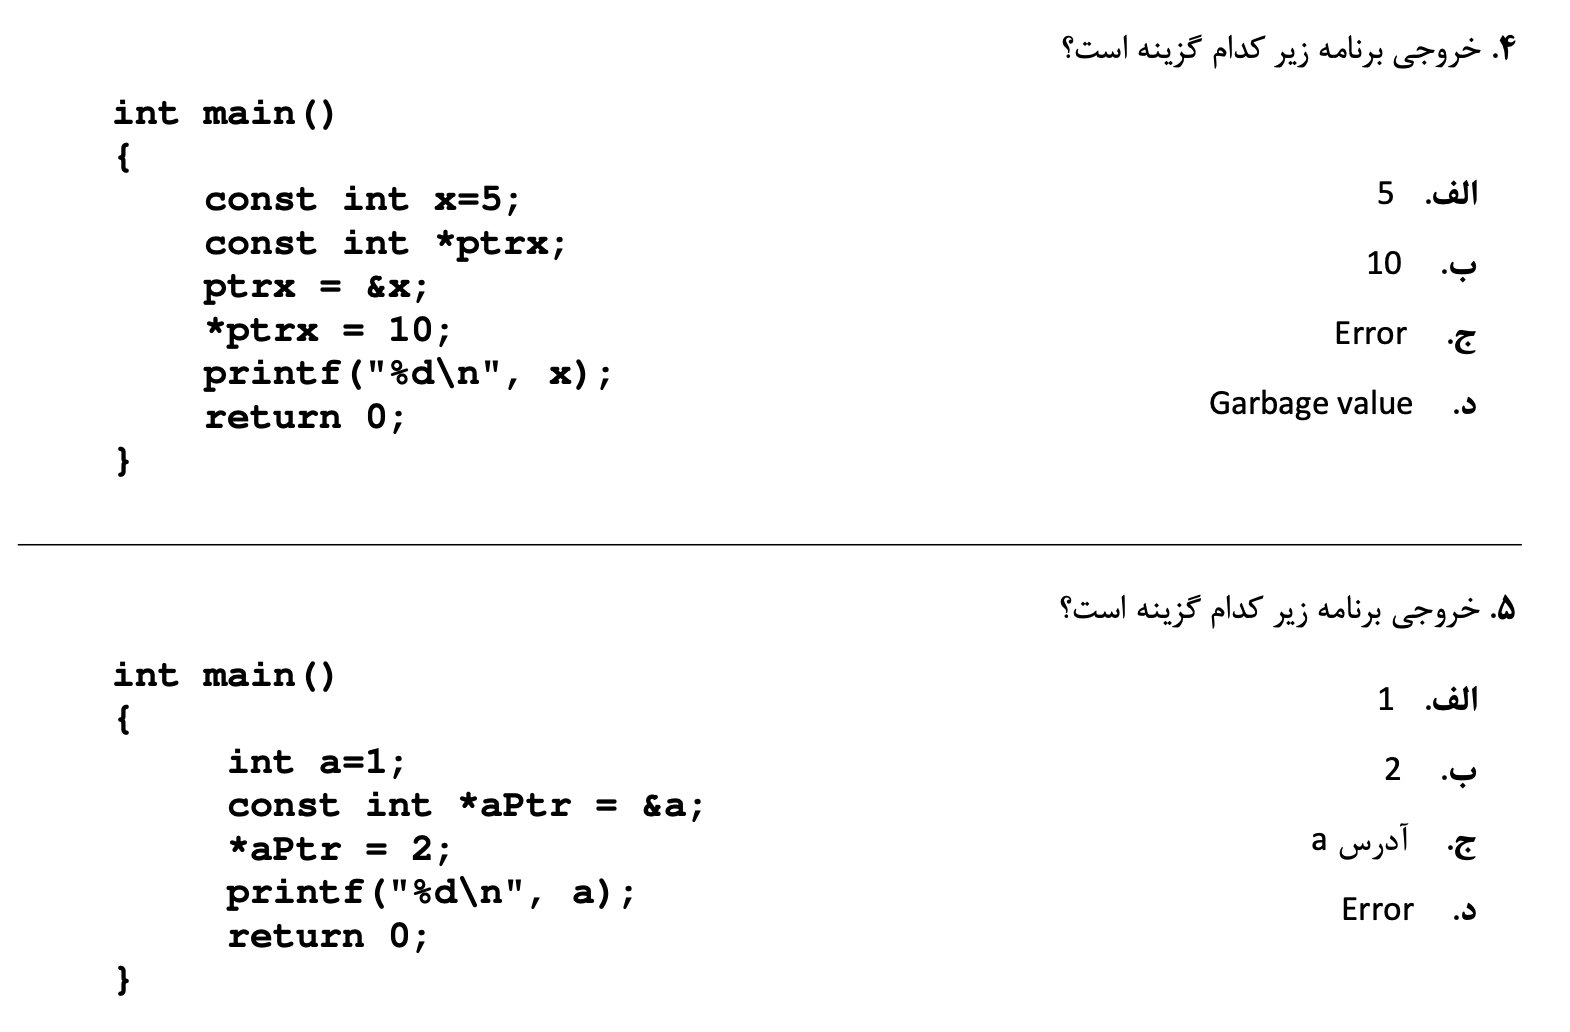 ۴. خروجی برنامه زیر کدام گزینه است؟
int main()
{
const int x=5;
const int *ptrx;
ptrx = &x;
*ptrx = 10;
printf("%d\n", x);
return 0;
}
الف. 5
ب. 10
ج. Error
د. Garbage value
۵. خروجی برنامه زیر کدام گزینه است؟
int main()
{
int a=1;
const int *aPtr = &a;
*aPtr = 2;
printf("%d\n", a);
return 0;
}
الف. 1
ب. 2
ج. آدرس a
د. Error